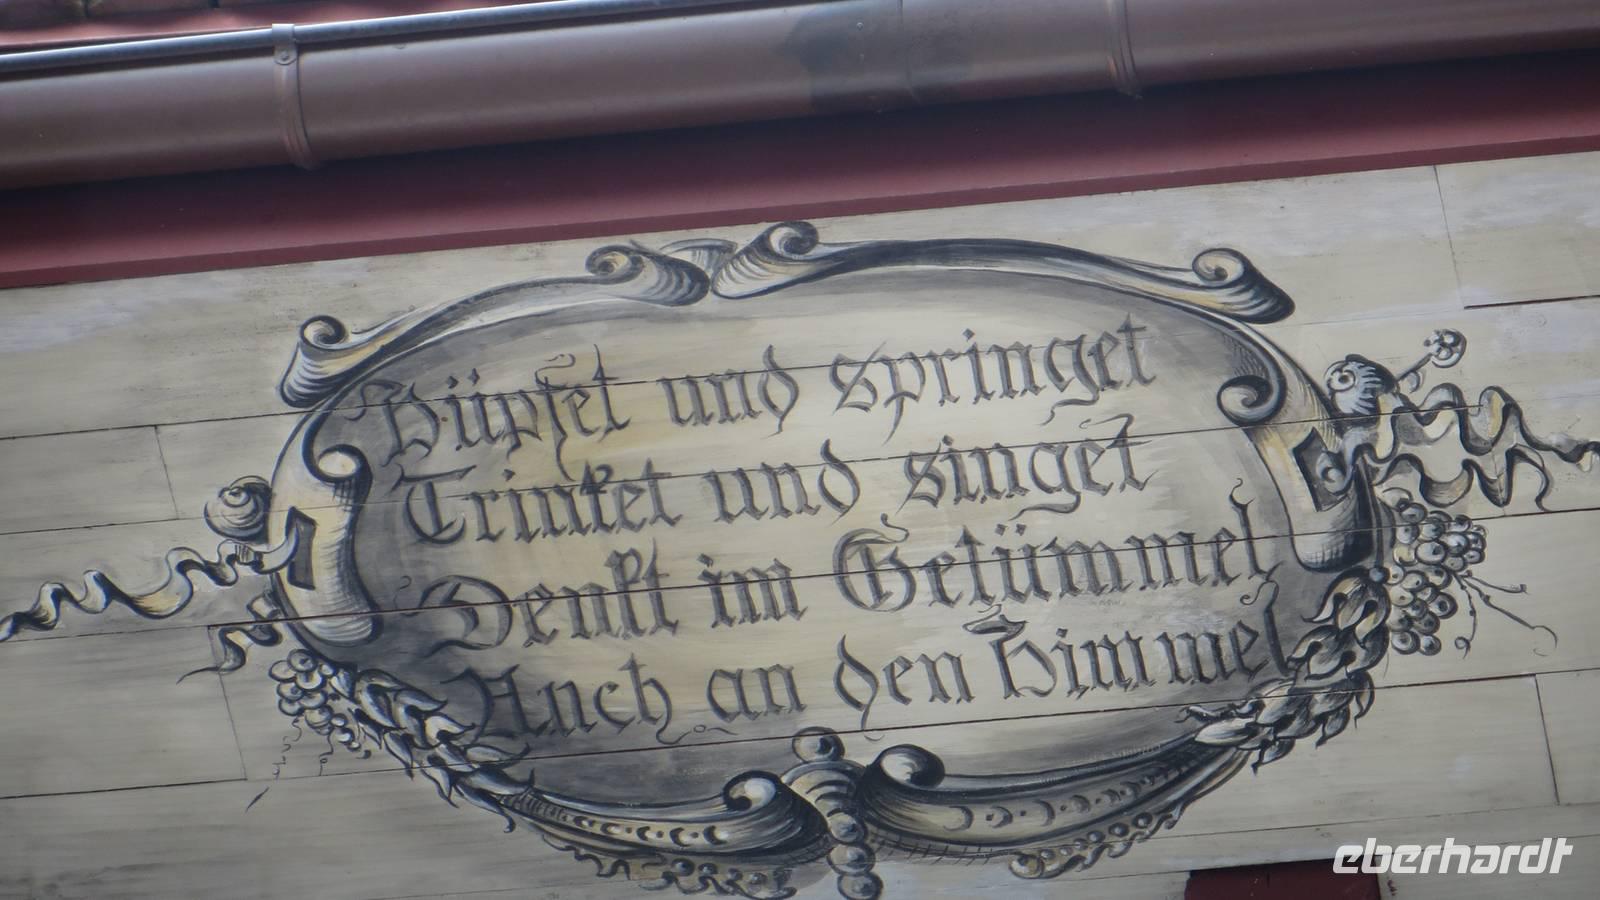 Hüpfet und springet
Trinket und singet
Denkt im Getümmel
Auch an den Himmel
eberhardt